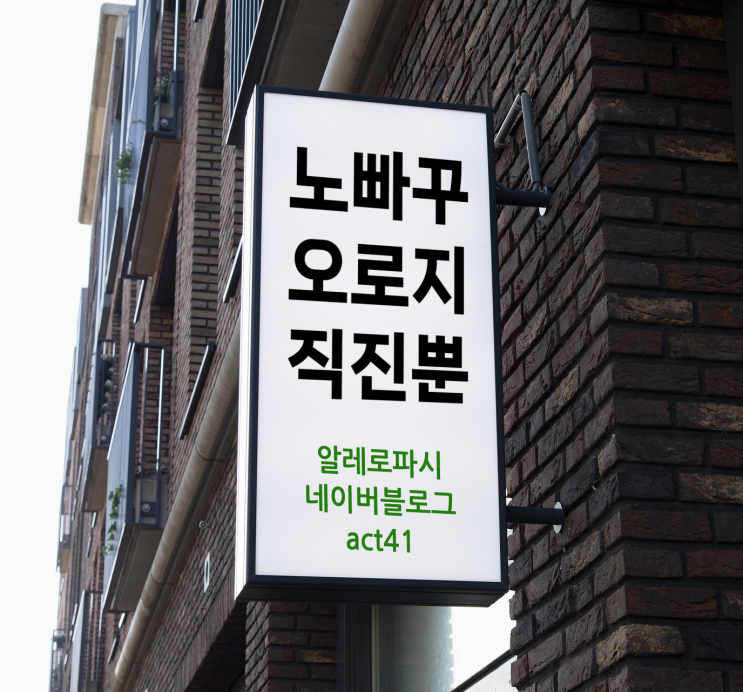 노빠꾸
오로지
직진뿐
알레로파시
네이버블로그
act41